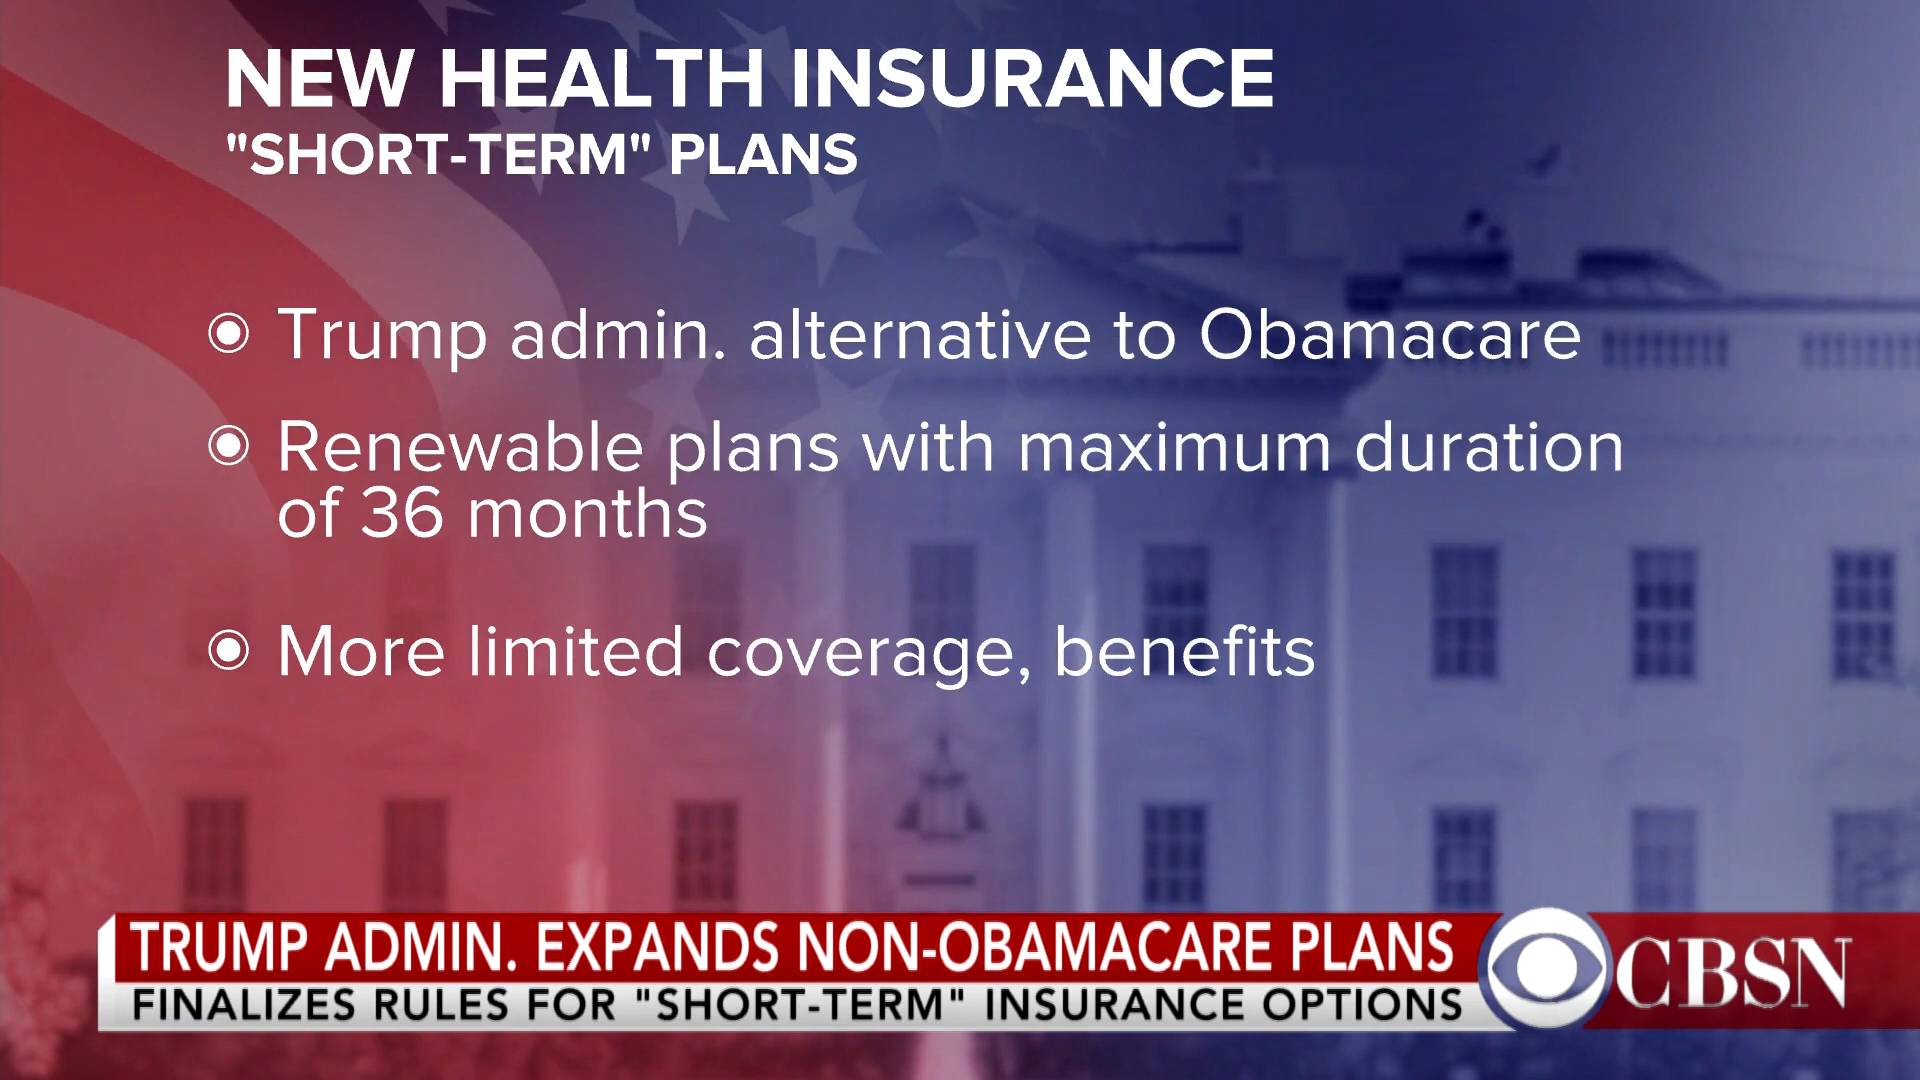 NEW HEALTH INSURANCE
"SHORT-TERM" PLANS
Trump admin. alternative to Obamacare
Renewable plans with maximum duration
of 36 months
More limited coverage, benefits
TRUMP ADMIN. EXPANDS NON-OBAMACARE PLANS
FINALIZES RULES FOR "SHORT-TERM" INSURANCE OPTIONS
CBSN